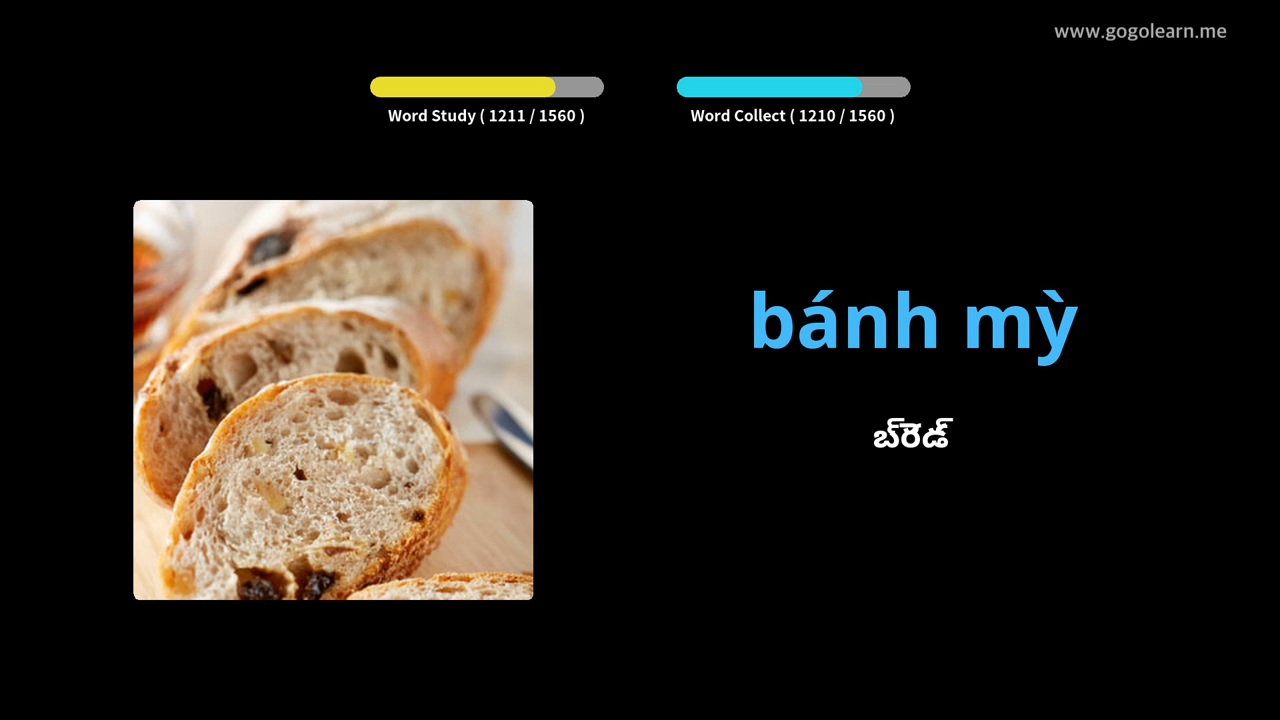 www.gogolearn.me
Word Study ( 1211 / 1560 )
Word Collect ( 1210 / 1560 )
bánh mỳ
బ్రెడ్